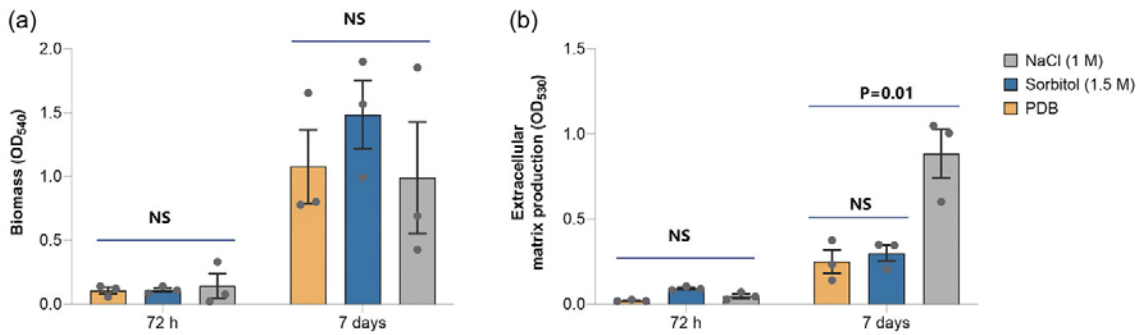 (a)
NS
2.0
1.5
1.0
0.5
0.0
Biomass (OD540)
NS
72 h
7 days
(b)
1.5
1.0
0.5
0.0
Extracellular
matrix production (OD530)
P=0.01
NS
NS
72 h
7 days
NaCl (1 M)
Sorbitol (1.5 M)
PDB